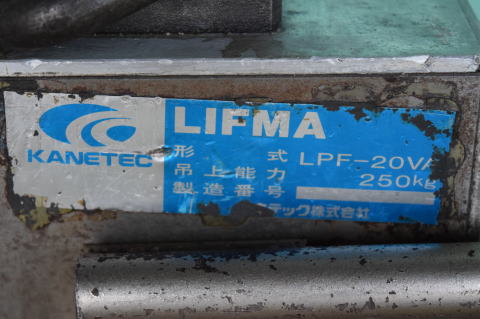 KANETEC
LIFMA
形 式 LPF-20VA
吊上能力 250kg
製造番号
テック株式会社